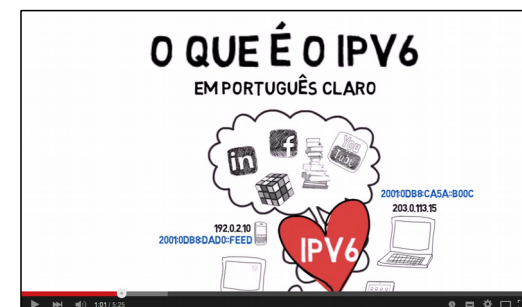 O QUE É O IPV6
EM PORTUGUÊS CLARO
in f You Tube
2001:0DB8:CA5A::B00C
203.0.113.15
192.0.2.10
2001:0DB8:DAD0::FEED
IPV6
1:01 / 5:25